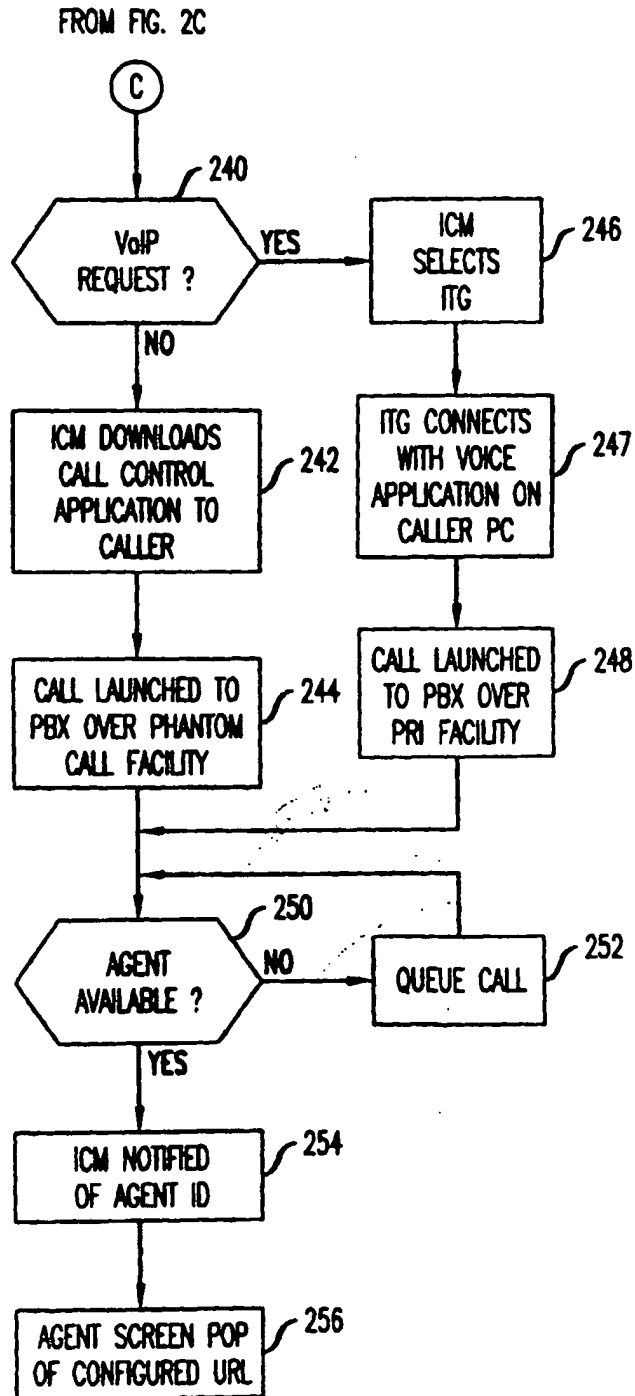 FROM FIG. 2C
C
240
VoIP
REQUEST ?
YES
NO
ICM
SELECTS
ITG
246
ICM DOWNLOADS
CALL CONTROL
APPLICATION TO
CALLER
242
ITG CONNECTS
WITH VOICE
APPLICATION ON
CALLER PC
247
CALL LAUNCHED TO
PBX OVER PHANTOM
CALL FACILITY
244
CALL LAUNCHED
TO PBX OVER
PRI FACILITY
248
250
AGENT
AVAILABLE ?
NO
YES
QUEUE CALL
252
ICM NOTIFIED
OF AGENT ID
254
AGENT SCREEN POP
OF CONFIGURED URL
256